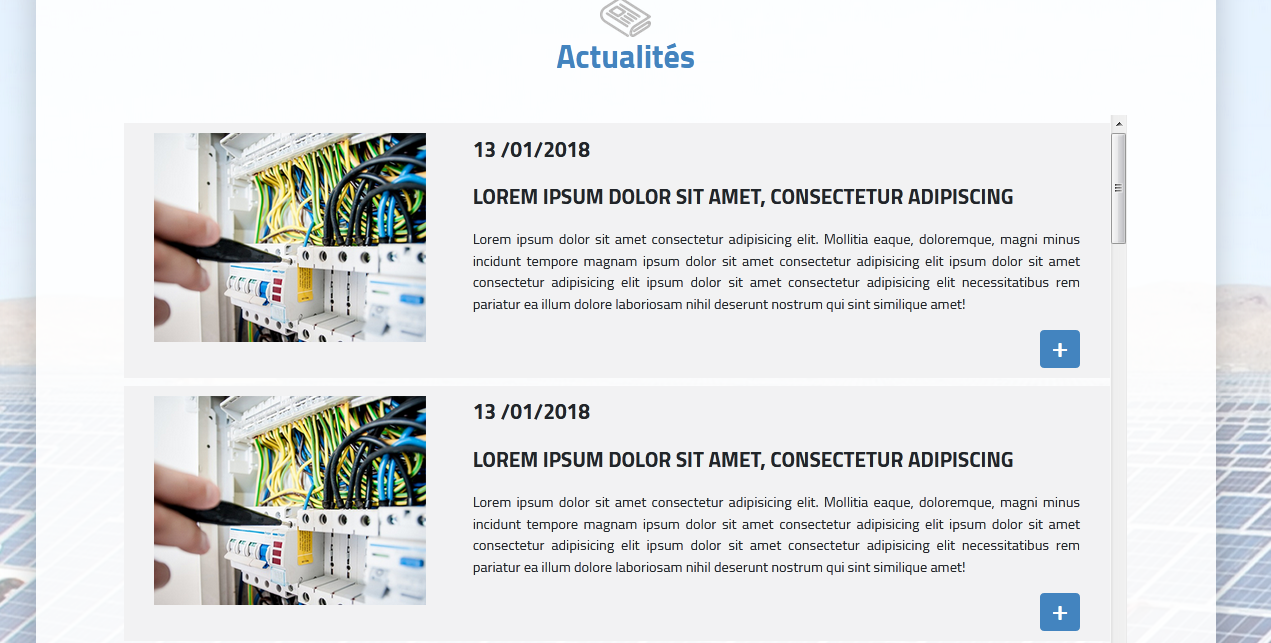 Actualités
13 /01/2018
LOREM IPSUM DOLOR SIT AMET, CONSECTETUR ADIPISCING
Lorem ipsum dolor sit amet consectetur adipisicing elit. Mollitia eaque, doloremque, magni minus
incidunt tempore magnam ipsum dolor sit amet consectetur adipisicing elit ipsum dolor sit amet
consectetur adipisicing elit ipsum dolor sit amet consectetur adipisicing elit necessitatibus rem
pariatur ea illum dolore laboriosam nihil deserunt nostrum qui sint similique amet!
+
13 /01/2018
LOREM IPSUM DOLOR SIT AMET, CONSECTETUR ADIPISCING
Lorem ipsum dolor sit amet consectetur adipisicing elit. Mollitia eaque, doloremque, magni minus
incidunt tempore magnam ipsum dolor sit amet consectetur adipisicing elit ipsum dolor sit amet
consectetur adipisicing elit ipsum dolor sit amet consectetur adipisicing elit necessitatibus rem
pariatur ea illum dolore laboriosam nihil deserunt nostrum qui sint similique amet!
+